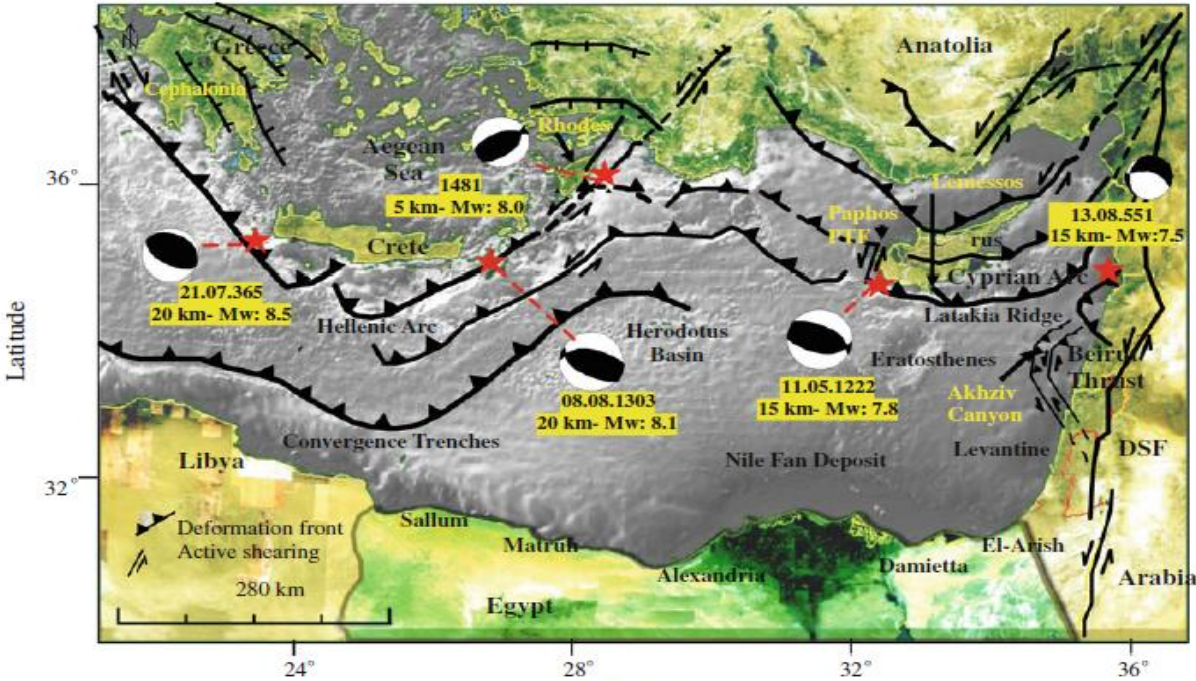 Greece
Anatolia
Cephalonia
Rhodes
Aegean
Sea
36°
1481
5 km- Mw: 8.0
Lemessos
Paphos
PTF
13.08.551
15 km- Mw:7.5
Crete
rus
Cyprian Arc
21.07.365
20 km- Mw: 8.5
Hellenic Arc
Herodotus
Basin
Latakia Ridge
Latitude
Eratosthenes
Beirut
Thrust
11.05.1222
15 km- Mw: 7.8
Akhziv
Canyon
08.08.1303
20 km- Mw: 8.1
Convergence Trenches
Levantine
DSF
Libya
Nile Fan Deposit
32°
Deformation front
Active shearing
Sallum
Matruh
El-Arish
Damietta
Alexandria
Arabia
280 km
Egypt
24°
28°
32°
36°